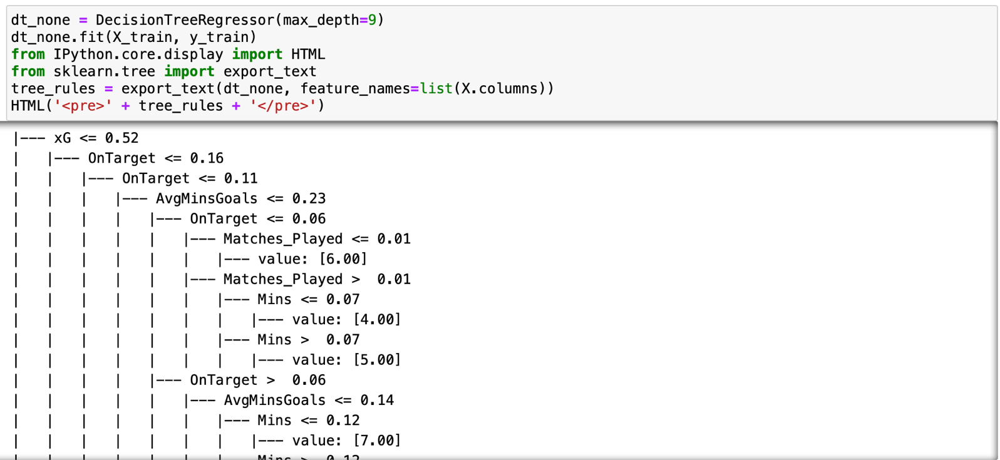 dt_none = DecisionTreeRegressor(max_depth=9)
dt_none.fit(X_train, y_train)
from IPython.core.display import HTML
from sklearn.tree import export_text
tree_rules = export_text(dt_none, feature_names=list(X.columns))
HTML('<pre>' + tree_rules + '</pre>')
|--- xG <= 0.52
|   |--- OnTarget <= 0.16
|   |   |--- OnTarget <= 0.11
|   |   |   |--- AvgMinsGoals <= 0.23
|   |   |   |   |--- OnTarget <= 0.06
|   |   |   |   |   |--- Matches_Played <= 0.01
|   |   |   |   |   |   |--- value: [6.00]
|   |   |   |   |   |--- Matches_Played >  0.01
|   |   |   |   |   |   |--- Mins <= 0.07
|   |   |   |   |   |   |   |--- value: [4.00]
|   |   |   |   |   |   |--- Mins >  0.07
|   |   |   |   |   |   |   |--- value: [5.00]
|   |   |   |   |--- OnTarget >  0.06
|   |   |   |   |   |--- AvgMinsGoals <= 0.14
|   |   |   |   |   |   |--- Mins <= 0.12
|   |   |   |   |   |   |   |--- value: [7.00]
|   |   |   |   |   |   |--- Mins >  0.12